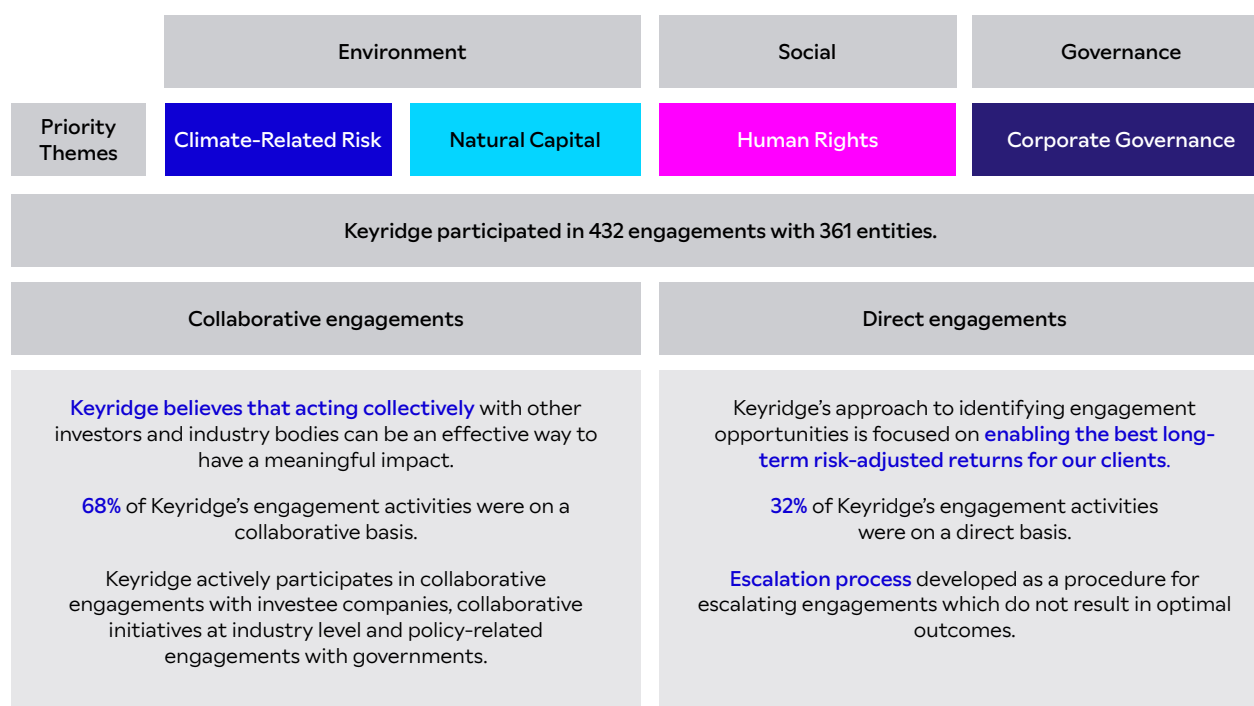 Environment
Social
Governance
Priority
Themes
Climate-Related Risk
Natural Capital
Human Rights
Corporate Governance
Keyridge participated in 432 engagements with 361 entities.
Collaborative engagements
Keyridge believes that acting collectively with other
investors and industry bodies can be an effective way to
have a meaningful impact.
68% of Keyridge’s engagement activities were on a
collaborative basis.
Keyridge actively participates in collaborative
engagements with investee companies, collaborative
initiatives at industry level and policy-related
engagements with governments.
Direct engagements
Keyridge’s approach to identifying engagement
opportunities is focused on enabling the best long-
term risk-adjusted returns for our clients.
32% of Keyridge’s engagement activities
were on a direct basis.
Escalation process developed as a procedure for
escalating engagements which do not result in optimal
outcomes.